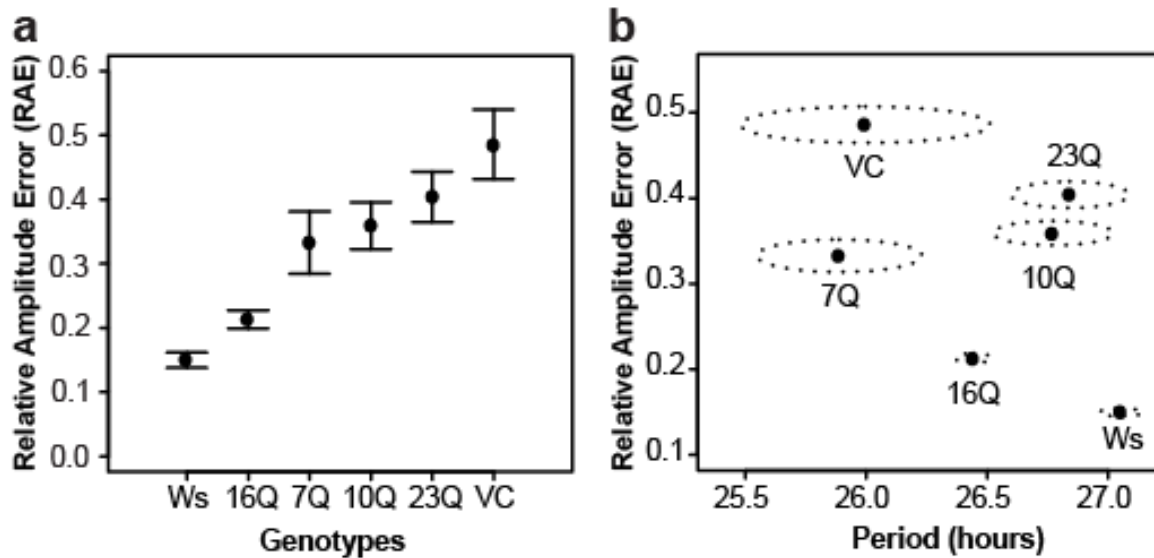 a
Relative Amplitude Error (RAE)
0.6
0.5
0.4
0.3
0.2
0.1
0.0
Ws 16Q 7Q 10Q 23Q VC
Genotypes
b
Relative Amplitude Error (RAE)
0.5
0.4
0.3
0.2
0.1
VC
23Q
7Q
10Q
16Q
Ws
25.5 26.0 26.5 27.0
Period (hours)